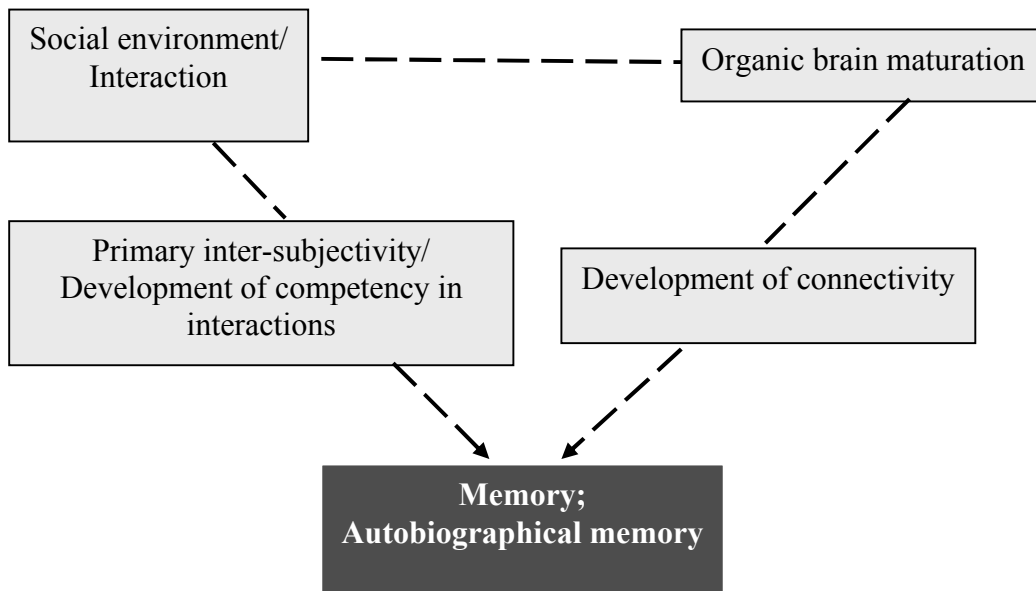 Social environment/
Interaction
Organic brain maturation
Primary inter-subjectivity/
Development of competency in
interactions
Development of connectivity
Memory;
Autobiographical memory